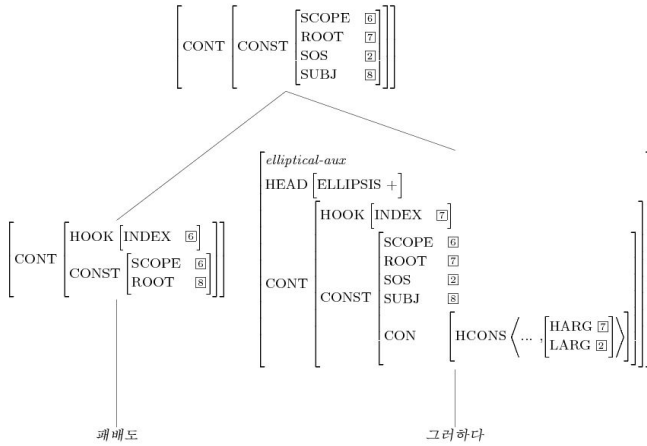 CONT CONST SCOPE 6
ROOT 7
SOS 2
SUBJ 8
elliptical-aux
HEAD [ELLIPSIS +]
HOOK [INDEX 7]
CONT CONST SCOPE 6
ROOT 7
SOS 2
SUBJ 8
CON [HCONS ⟨... , HARG 7
LARG 2⟩]
HOOK [INDEX 6]
CONT CONST SCOPE 6
ROOT 8
패배도
그러하다